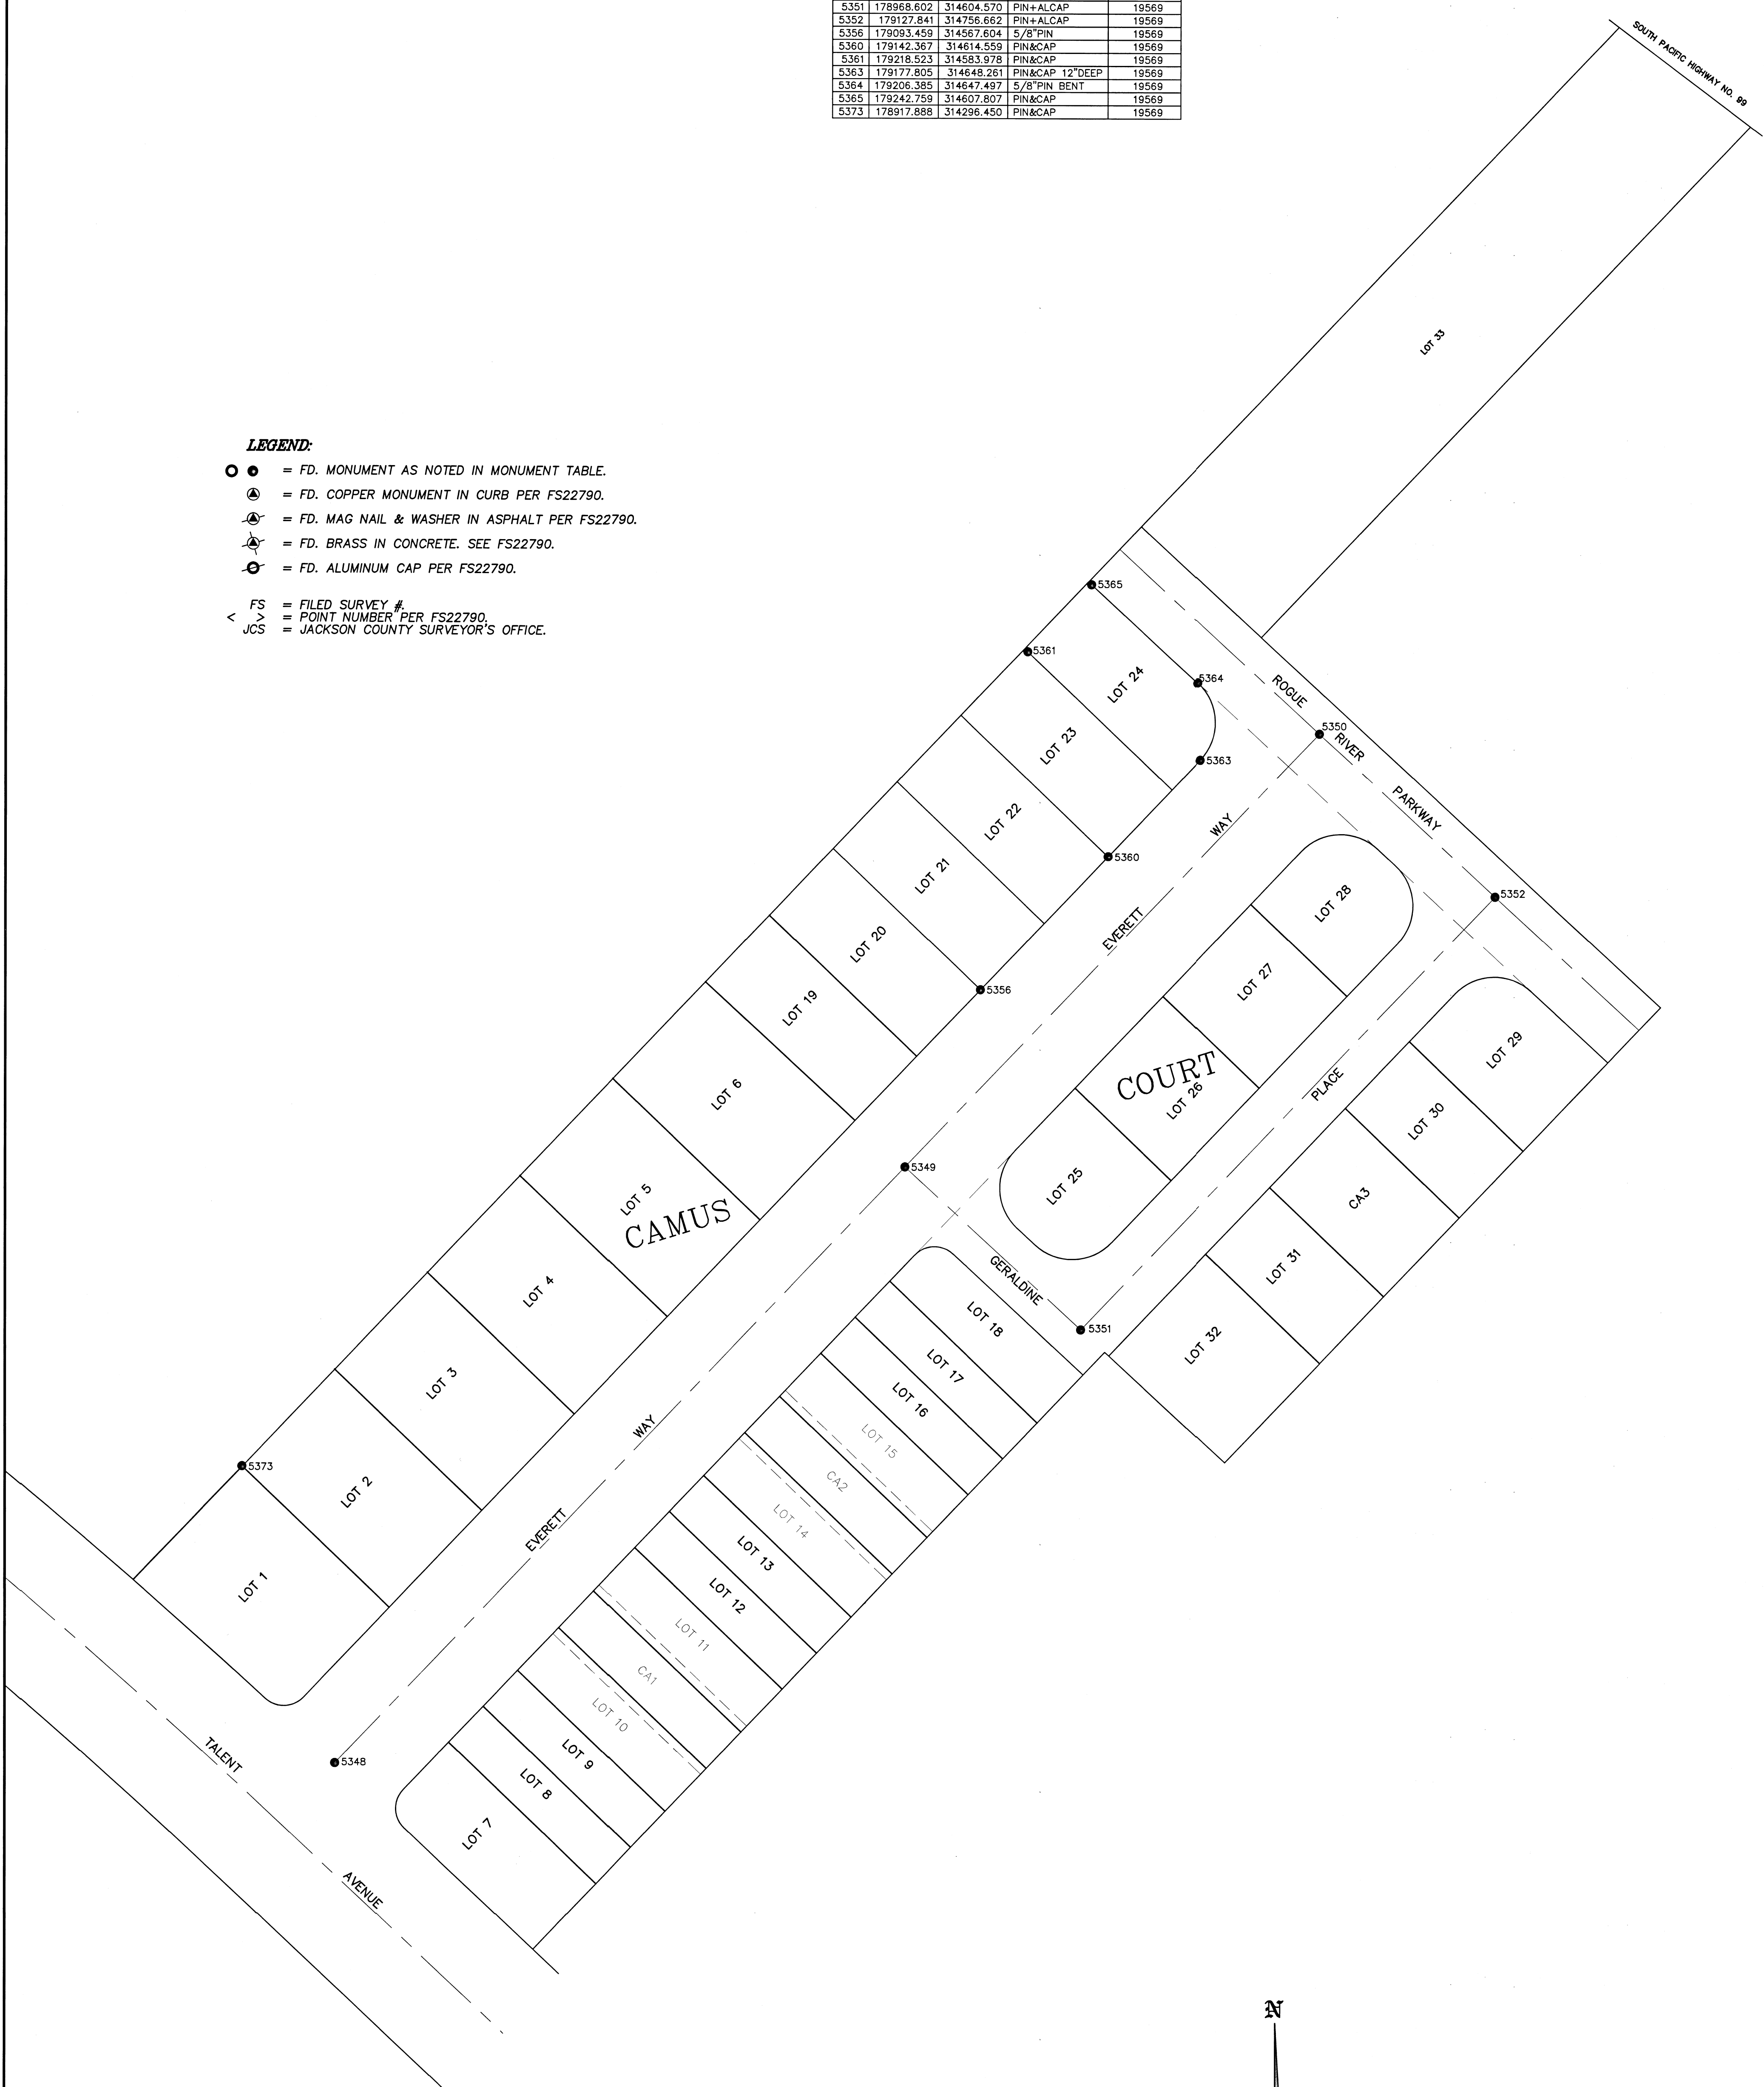 5351 178968.602 314604.570 PIN+ALCAP 19569
5352 179127.841 314756.662 PIN+ALCAP 19569
5356 179093.459 314567.604 5/8"PIN 19569
5360 179142.367 314614.559 PIN&CAP 19569
5361 179218.523 314583.978 PIN&CAP 19569
5363 179177.805 314648.261 PIN&CAP 12"DEEP 19569
5364 179206.385 314647.497 5/8"PIN BENT 19569
5365 179242.759 314607.807 PIN&CAP 19569
5373 178917.888 314296.450 PIN&CAP 19569
SOUTH PACIFIC HIGHWAY NO. 99
LOT 33
LEGEND:
= FD. MONUMENT AS NOTED IN MONUMENT TABLE.
= FD. COPPER MONUMENT IN CURB PER FS22790.
= FD. MAG NAIL & WASHER IN ASPHALT PER FS22790.
= FD. BRASS IN CONCRETE. SEE FS22790.
= FD. ALUMINUM CAP PER FS22790.
FS = FILED SURVEY #.
< > = POINT NUMBER PER FS22790.
JCS = JACKSON COUNTY SURVEYOR'S OFFICE.
5365
5361
LOT 24
5364
ROGUE RIVER PARKWAY
5350
LOT 23
5363
LOT 22
WAY
5360
LOT 21
LOT 28
5352
EVERETT
LOT 20
LOT 27
5356
LOT 19
LOT 29
COURT
LOT 6
LOT 26
PLACE
LOT 30
5349
LOT 25
LOT 5
CA3
CAMUS
LOT 31
GERALDINE
LOT 4
LOT 18
5351
LOT 32
LOT 17
LOT 3
LOT 16
WAY
LOT 15
5373
CA2
LOT 2
LOT 14
EVERETT
LOT 13
LOT 1
LOT 12
LOT 11
CA1
LOT 10
TALENT
5348
LOT 9
LOT 8
LOT 7
AVENUE
N